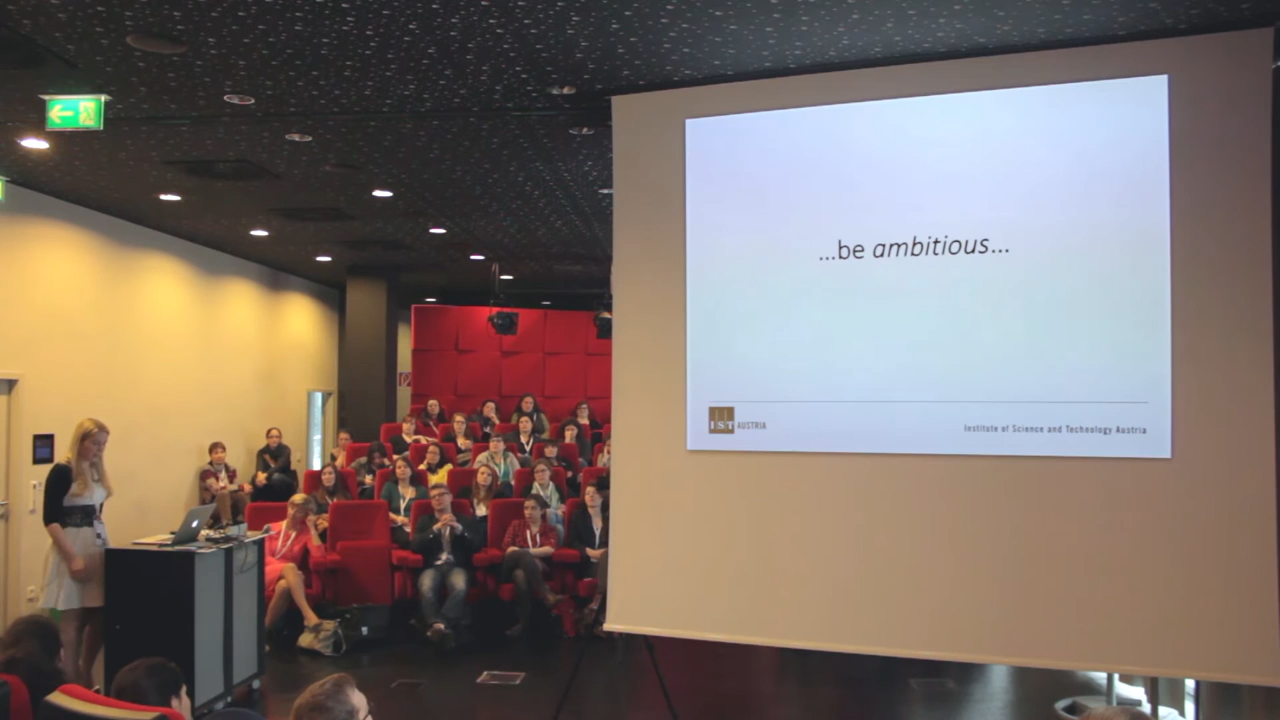 ...be ambitious...
IST AUSTRIA
Institute of Science and Technology Austria